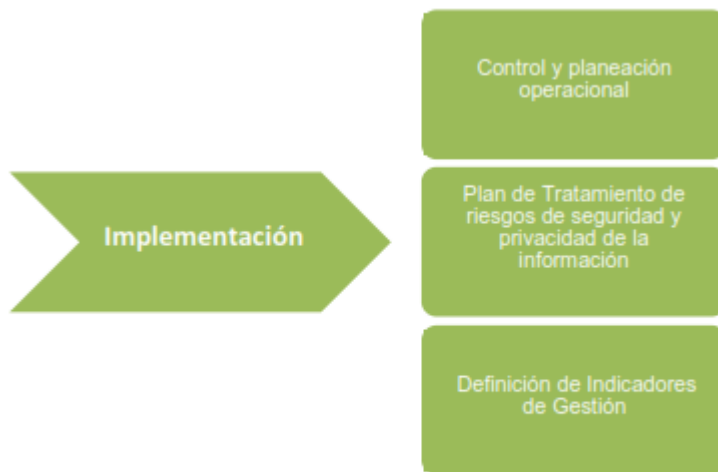 Implementación
Control y planeación
operacional
Plan de Tratamiento de
riesgos de seguridad y
privacidad de la
información
Definición de Indicadores
de Gestión